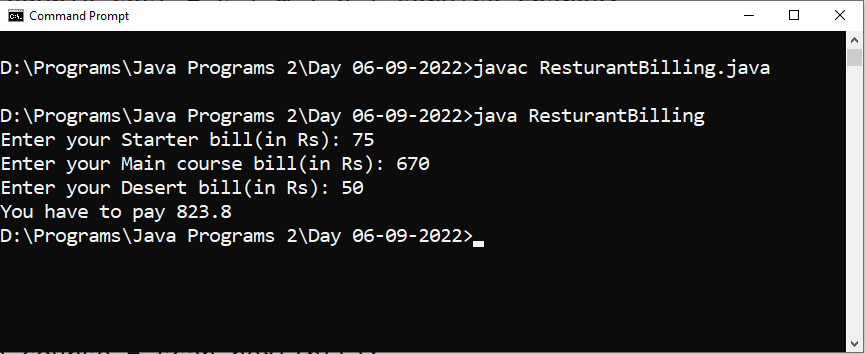 Command Prompt
D:\Programs\Java Programs 2\Day 06-09-2022>javac ResturantBilling.java
D:\Programs\Java Programs 2\Day 06-09-2022>java ResturantBilling
Enter your Starter bill(in Rs): 75
Enter your Main course bill(in Rs): 670
Enter your Desert bill(in Rs): 50
You have to pay 823.8
D:\Programs\Java Programs 2\Day 06-09-2022>